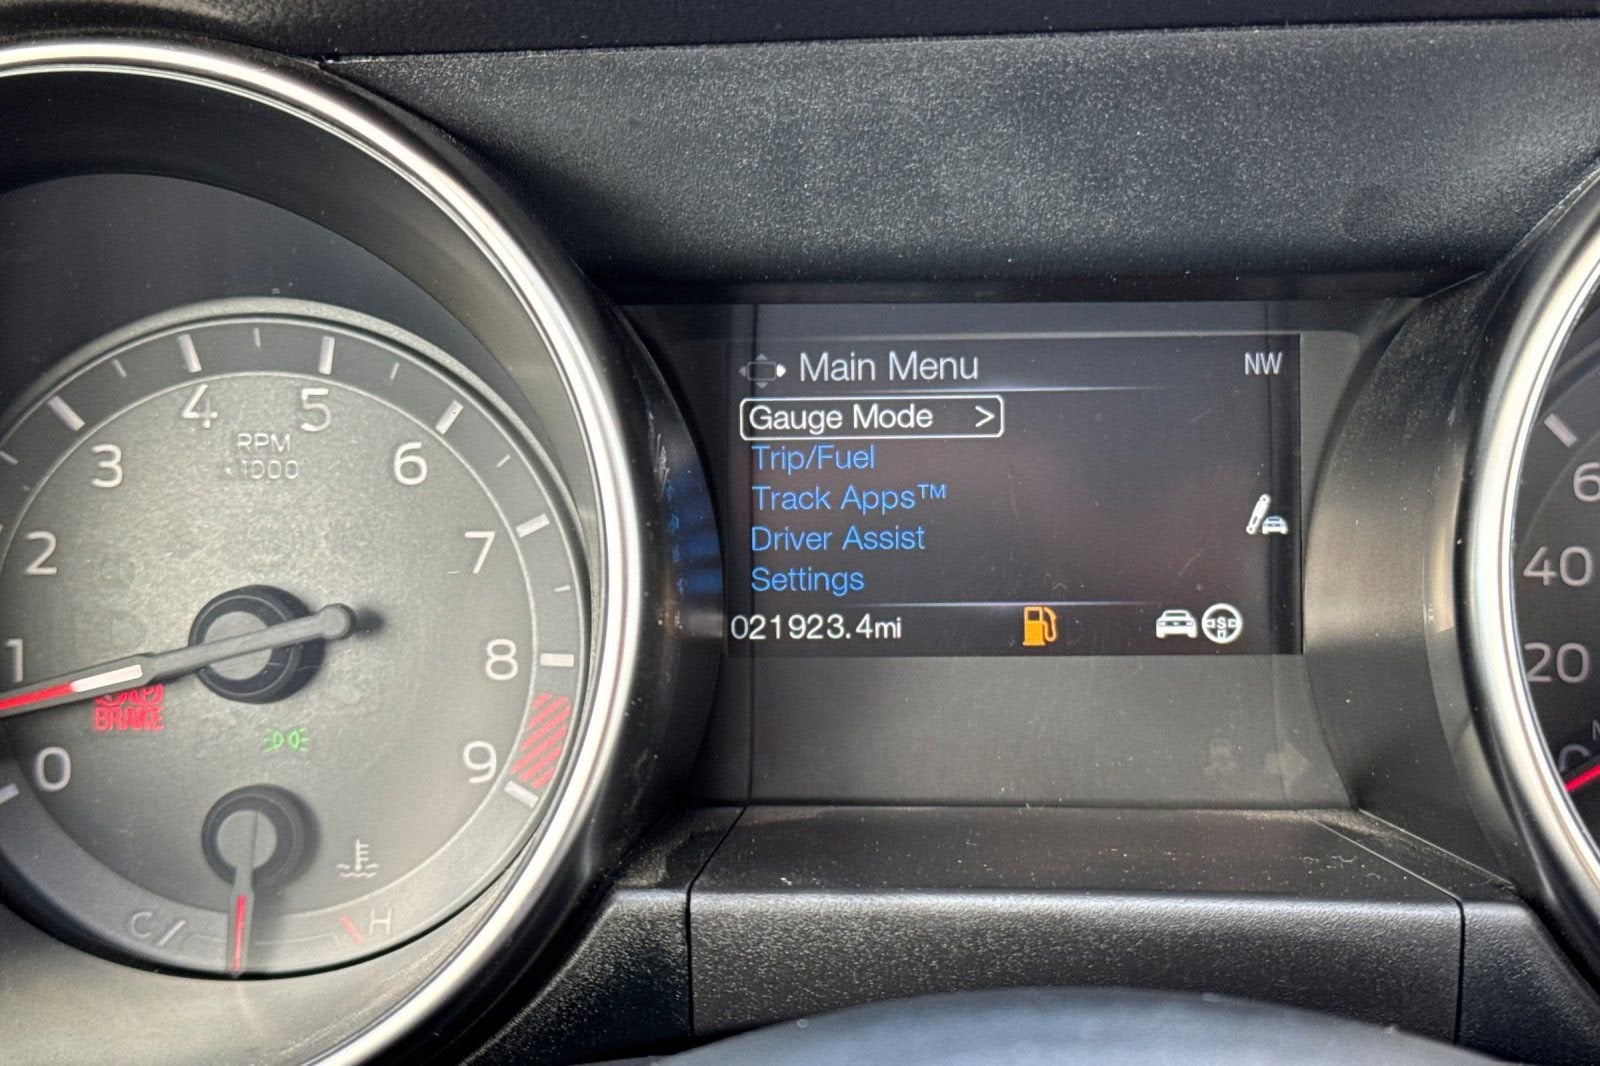 Main Menu
NW
Gauge Mode >
Trip/Fuel
Track Apps™
Driver Assist
Settings
021923.4mi
S
RPM
x1000
0
1
2
3
4
5
6
7
8
9
BRAKE
C
H
6
40
20